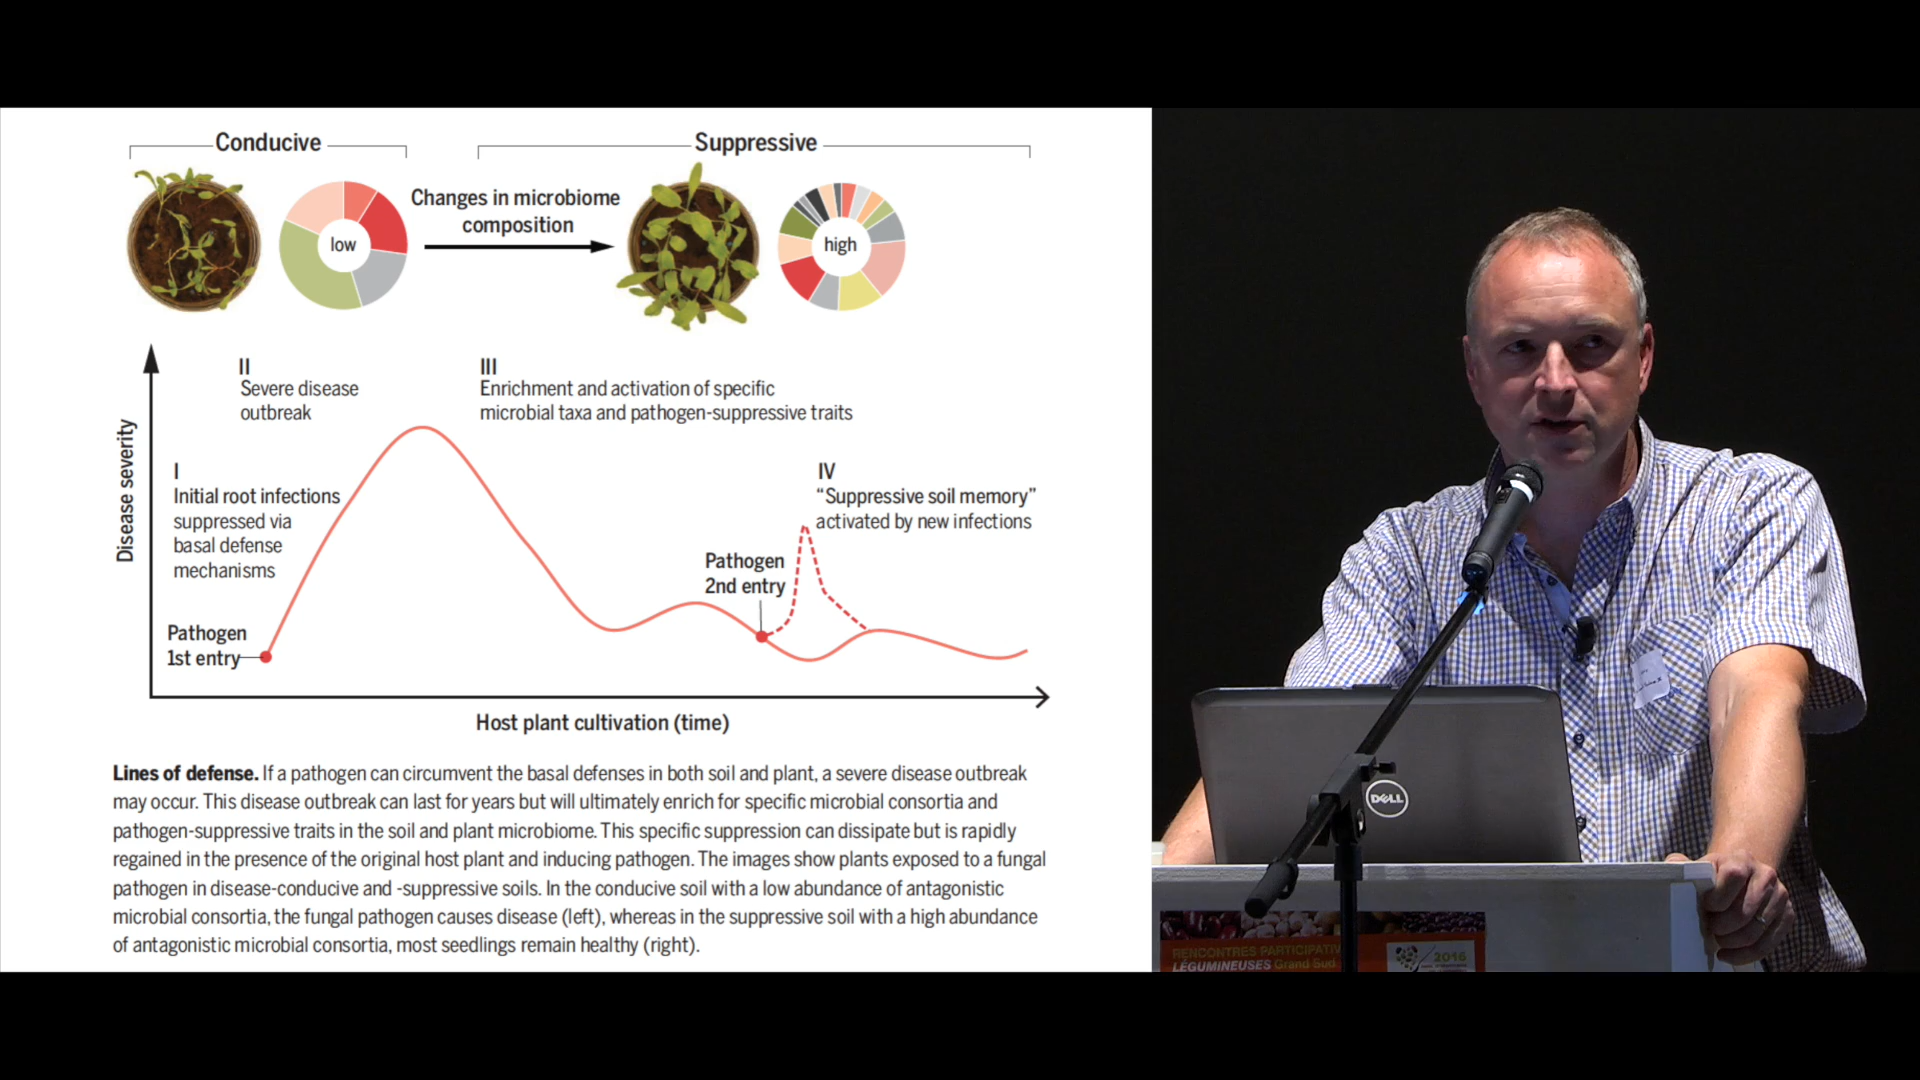 Conducive
Suppressive
low
Changes in microbiome
composition
high
II
Severe disease
outbreak
III
Enrichment and activation of specific
microbial taxa and pathogen-suppressive traits
I
Initial root infections
suppressed via
basal defense
mechanisms
IV
“Suppressive soil memory”
activated by new infections
Pathogen
2nd entry
Pathogen
1st entry
Disease severity
Host plant cultivation (time)
Lines of defense. If a pathogen can circumvent the basal defenses in both soil and plant, a severe disease outbreak
may occur. This disease outbreak can last for years but will ultimately enrich for specific microbial consortia and
pathogen-suppressive traits in the soil and plant microbiome. This specific suppression can dissipate but is rapidly
regained in the presence of the original host plant and inducing pathogen. The images show plants exposed to a fungal
pathogen in disease-conducive and -suppressive soils. In the conducive soil with a low abundance of antagonistic
microbial consortia, the fungal pathogen causes disease (left), whereas in the suppressive soil with a high abundance
of antagonistic microbial consortia, most seedlings remain healthy (right).
DELL
RENCONTRES PARTICIPATIV
LÉGUMINEUSES Grand Sud
2016